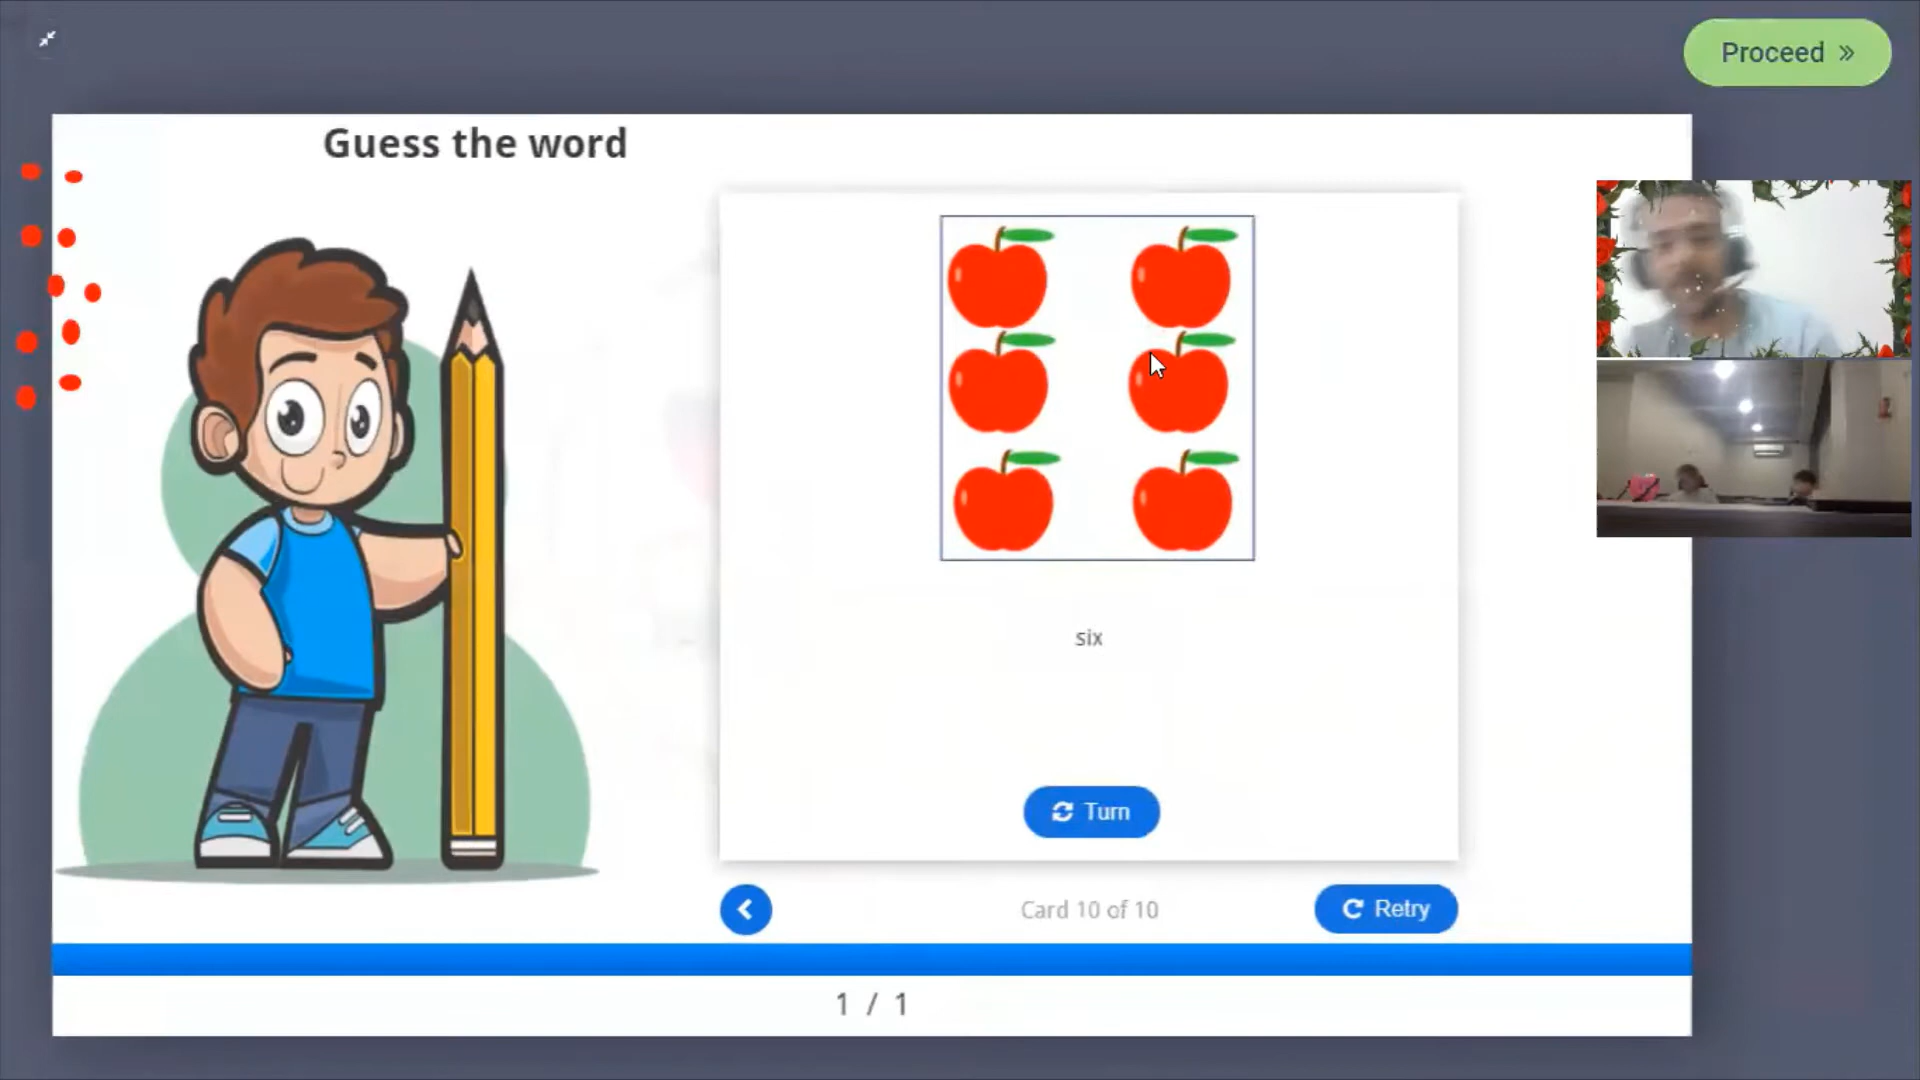 Proceed »
Guess the word
six
Turn
Card 10 of 10
Retry
1 / 1